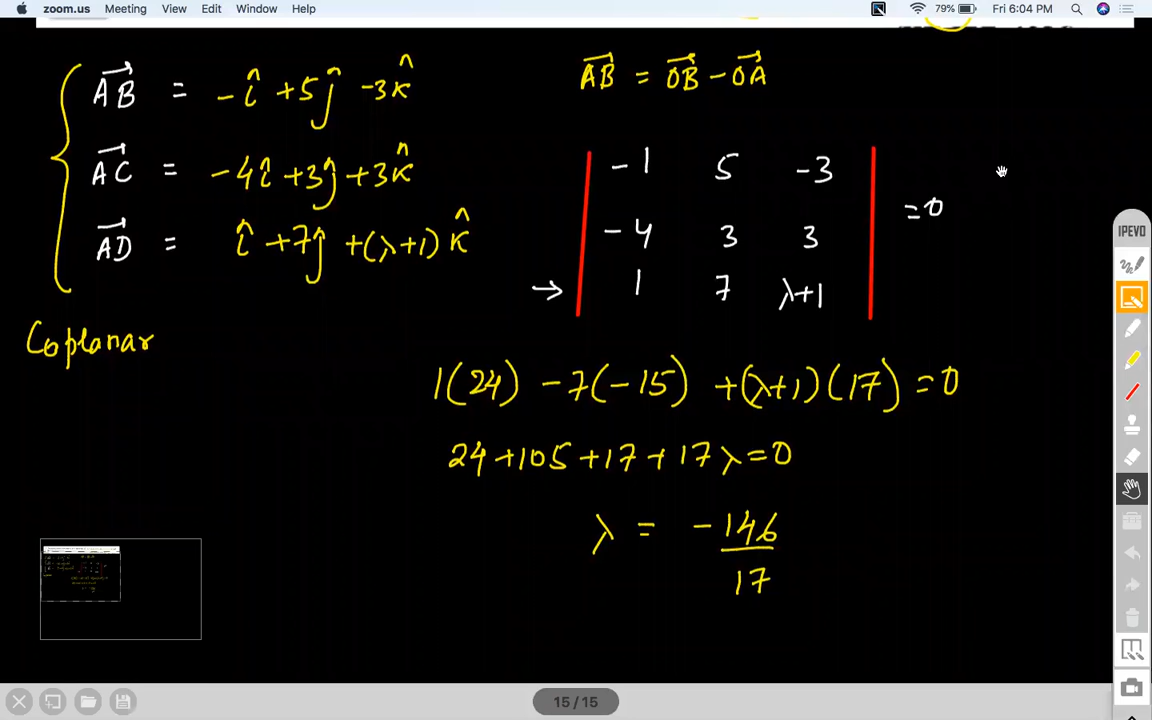 zoom.us Meeting View Edit Window Help 79% Fri 6:04 PM
AB⃗ = -î + 5ĵ - 3k̂
AB⃗ = OB⃗ - OA⃗
AC⃗ = -4î + 3ĵ + 3k̂
AD⃗ = î + 7ĵ + (λ+1)k̂
-1 5 -3
-4 3 3 = 0
→ 1 7 λ+1
Coplanar
1(24) -7(-15) +(λ+1)(17) = 0
24+105+17+17λ=0
λ = -146/17
IPEVO
15/15